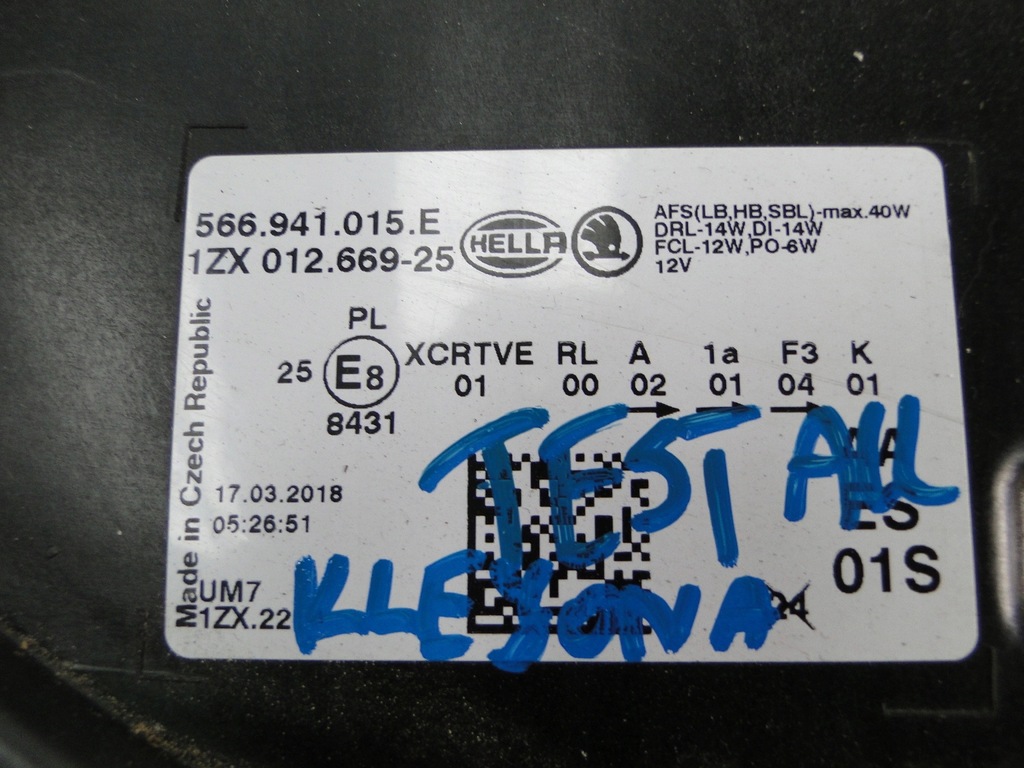 566.941.015.E
1ZX 012.669-25
HELLA
AFS(LB,HB,SBL)-max.40W
DRL-14W,DI-14W
FCL-12W,PO-6W
12V
Made in Czech Republic
PL
25 E8
8431
XCRTVE RL A 1a F3 K
01 00 02 01 04 01
17.03.2018
05:26:51
UM7
1ZX.22
TEST ALL
ES
01S
24